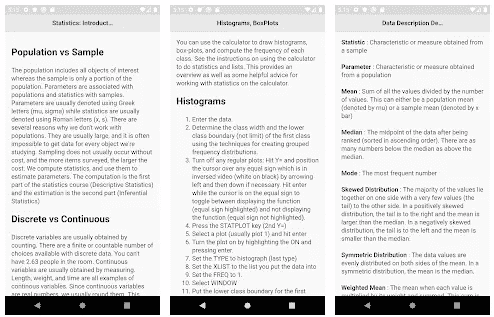 Statistics: Introduct...
Population vs Sample
The population includes all objects of interest
whereas the sample is only a portion of the
population. Parameters are associated with
populations and statistics with samples.
Parameters are usually denoted using Greek
letters (mu, sigma) while statistics are usually
denoted using Roman letters (x, s). There are
several reasons why we don't work with
populations. They are usually large, and it is often
impossible to get data for every object we're
studying. Sampling does not usually occur without
cost, and the more items surveyed, the larger the
cost. We compute statistics, and use them to
estimate parameters. The computation is the first
part of the statistics course (Descriptive Statistics)
and the estimation is the second part (Inferential
Statistics)
Discrete vs Continuous
Discrete variables are usually obtained by
counting. There are a finite or countable number of
choices available with discrete data. You can't
have 2.63 people in the room. Continuous
variables are usually obtained by measuring.
Length, weight, and time are all examples of
continous variables. Since continuous variables
are real numbers, we usually round them. This
Histograms, BoxPlots
You can use the calculator to draw histograms,
box-plots, and compute the frequency of each
class. See the instructions on using the calculator
to do statistics and lists. This provides an
overview as well as some helpful advice for
working with statistics on the calculator.
Histograms
1. Enter the data
2. Determine the class width and the lower
class boundary (not limit) of the first class
using the techniques for creating grouped
frequency distributions.
3. Turn off any regular plots: Hit Y= and position
the cursor over any equal sign which is in
inversed video (white on black) by arrowing
left and then down if necessary. Hit enter
while the cursor is on the equal sign to
toggle between displaying the function
(equal sign highlighted) and not displaying
the function (equal sign not highlighted).
4. Press the STATPLOT key (2nd Y=)
5. Select a plot (usually plot 1) and hit enter
6. Turn the plot on by highlighting the ON and
pressing enter.
7. Set the TYPE to histograph (last type)
8. Set the XLIST to the list you put the data into
9. Set the FREQ to 1.
10. Select WINDOW
11. Put the lower class boundary for the first
Data Description De...
Statistic : Characteristic or measure obtained from
a sample
Parameter : Characteristic or measure obtained
from a population
Mean : Sum of all the values divided by the number
of values. This can either be a population mean
(denoted by mu) or a sample mean (denoted by x
bar)
Median : The midpoint of the data after being
ranked (sorted in ascending order). There are as
many numbers below the median as above the
median.
Mode : The most frequent number
Skewed Distribution : The majority of the values lie
together on one side with a very few values (the
tail) to the other side. In a positively skewed
distribution, the tail is to the right and the mean is
larger than the median. In a negatively skewed
distribution, the tail is to the left and the mean is
smaller than the median.
Symmetric Distribution : The data values are
evenly distributed on both sides of the mean. In a
symmetric distribution, the mean is the median.
Weighted Mean : The mean when each value is